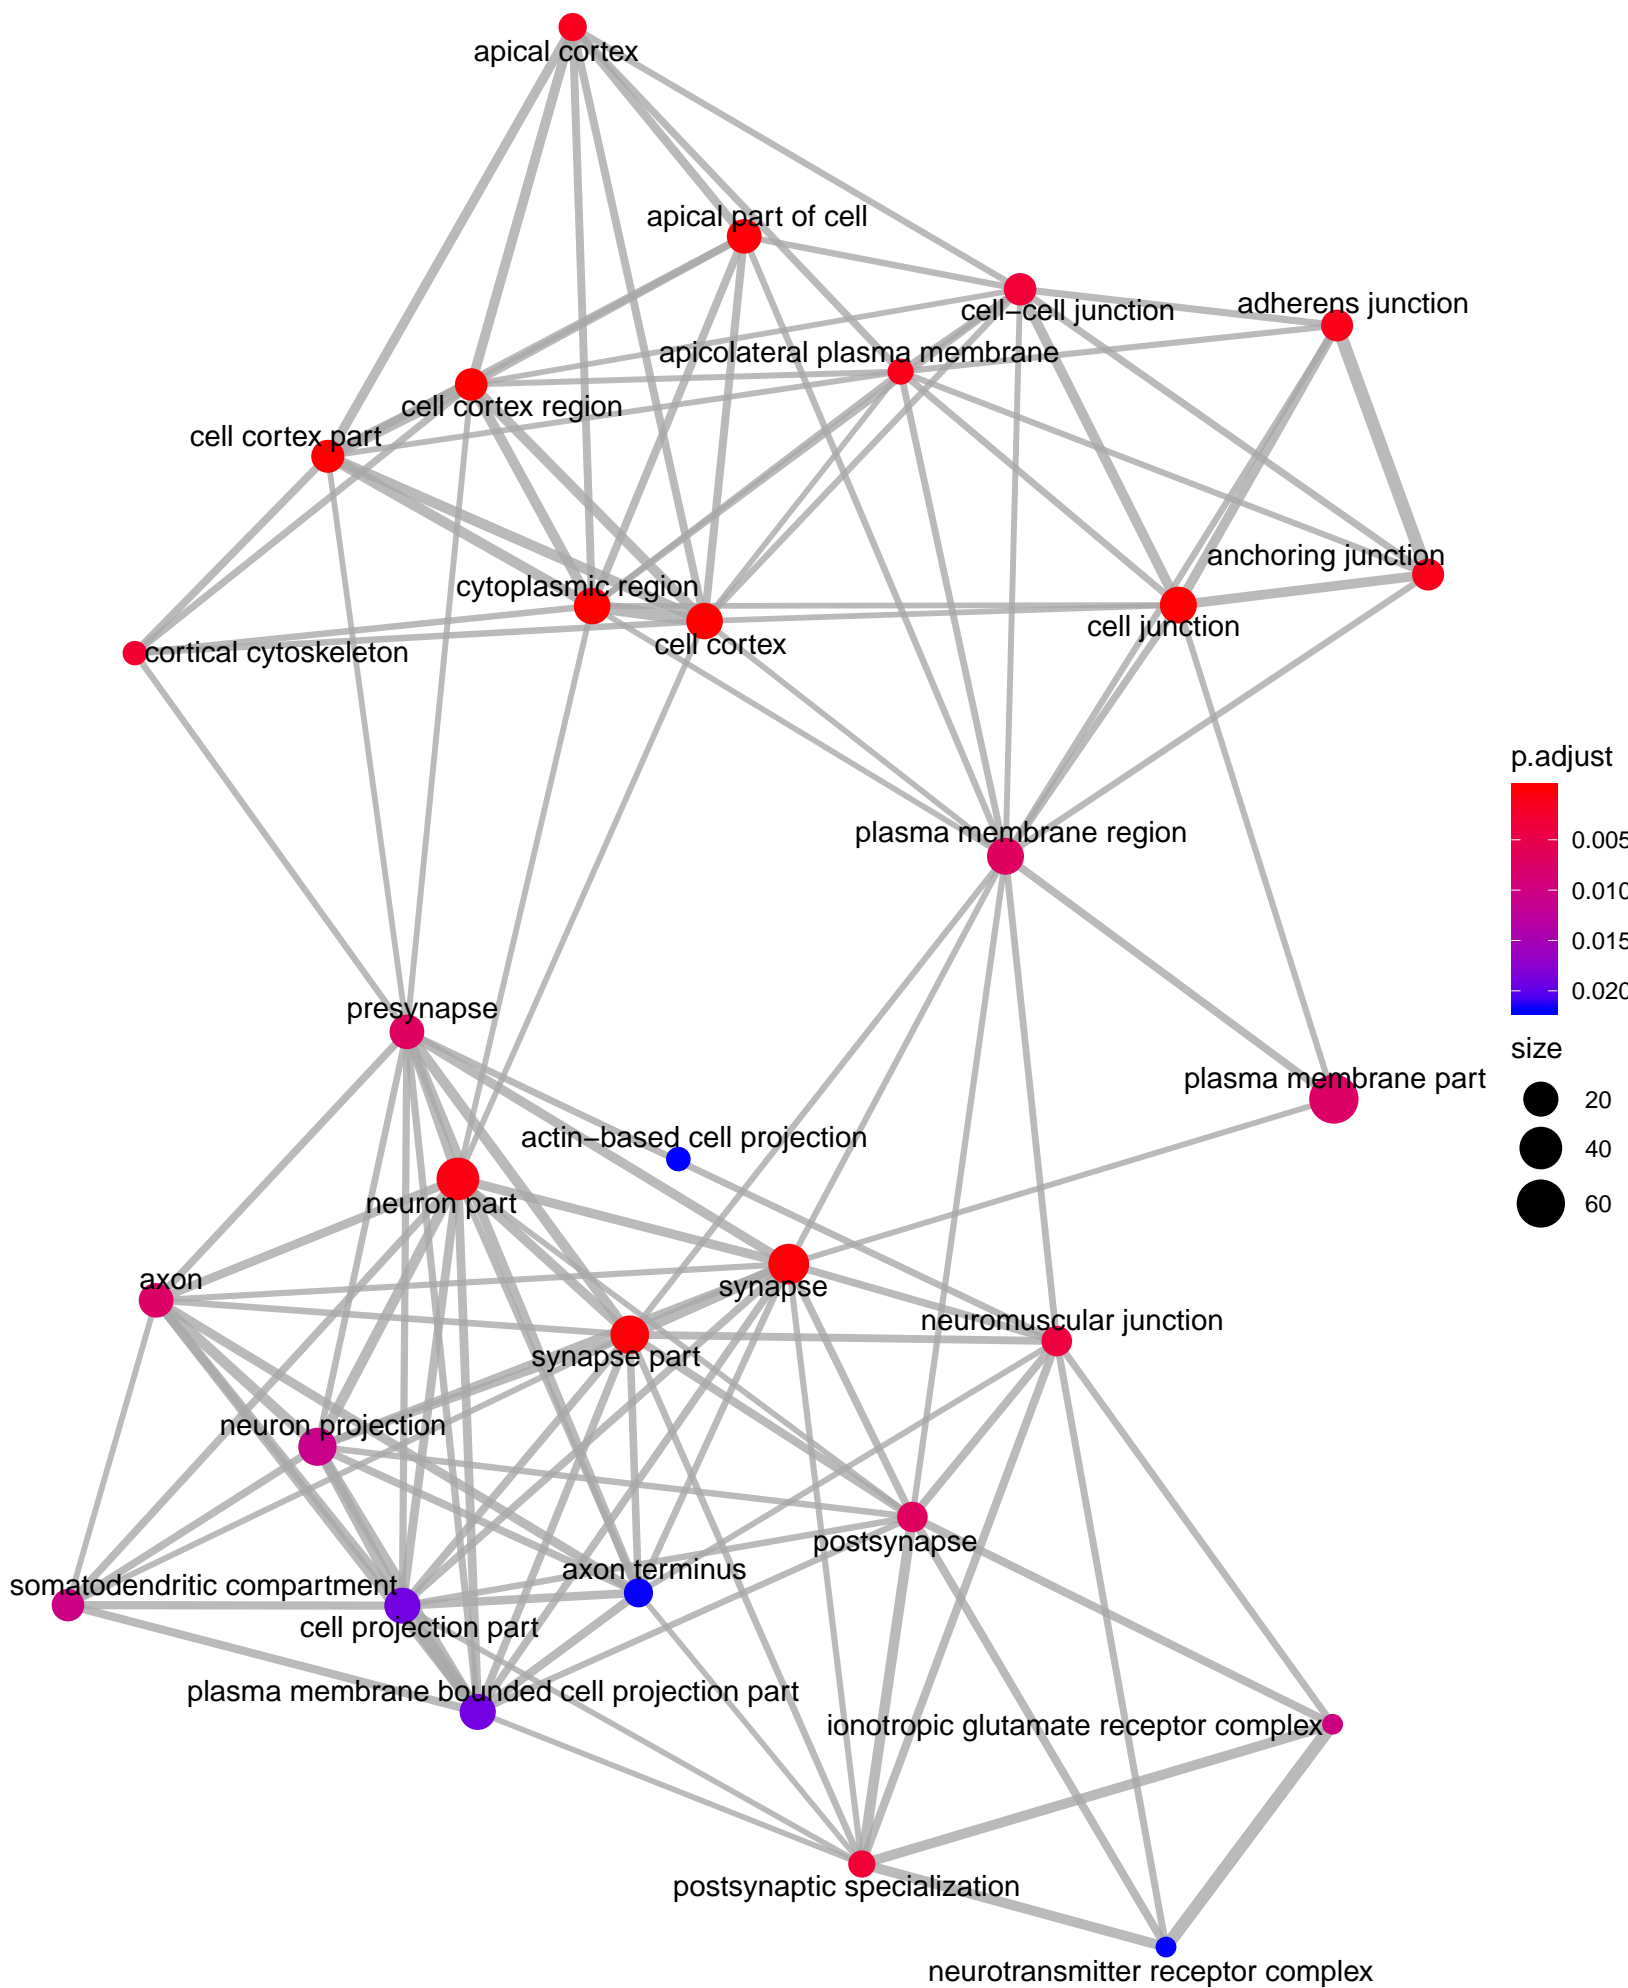 apical cortex
apical part of cell
cell−cell junction
adherens junction
apicolateral plasma membrane
cell cortex region
cell cortex part
anchoring junction
cytoplasmic region
cell junction
cell cortex
cortical cytoskeleton
plasma membrane region
presynapse
plasma membrane part
actin−based cell projection
neuron part
axon
synapse
neuromuscular junction
synapse part
neuron projection
postsynapse
axon terminus
somatodendritic compartment
cell projection part
plasma membrane bounded cell projection part
ionotropic glutamate receptor complex
postsynaptic specialization
neurotransmitter receptor complex
p.adjust
0.005
0.010
0.015
0.020
size
20
40
60